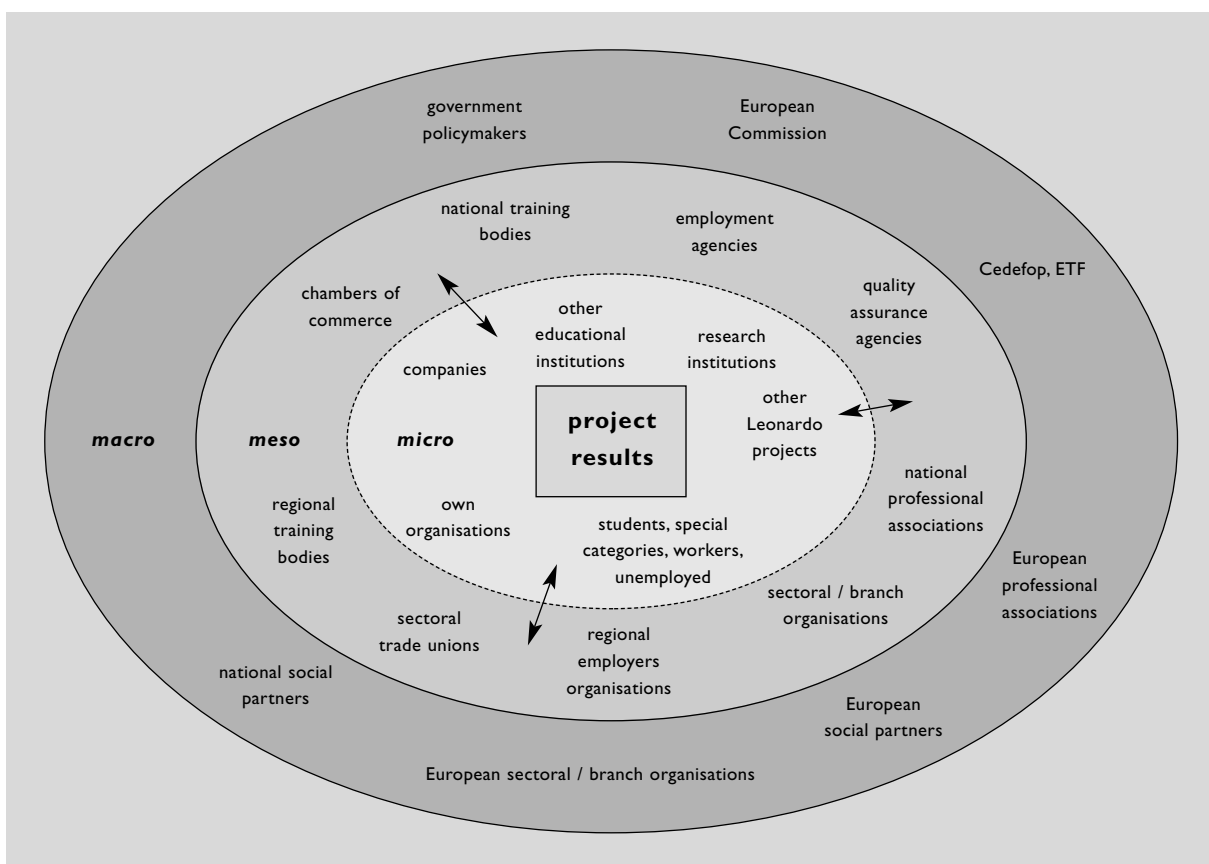 government
policymakers
European
Commission
national training
bodies
employment
agencies
Cedefop, ETF
chambers of
commerce
quality
assurance
agencies
other
educational
institutions
research
institutions
companies
other
Leonardo
projects
project
results
macro
meso
micro
regional
training
bodies
own
organisations
students, special
categories, workers,
unemployed
national
professional
associations
European
professional
associations
sectoral / branch
organisations
sectoral
trade unions
regional
employers
organisations
national social
partners
European
social partners
European sectoral / branch organisations